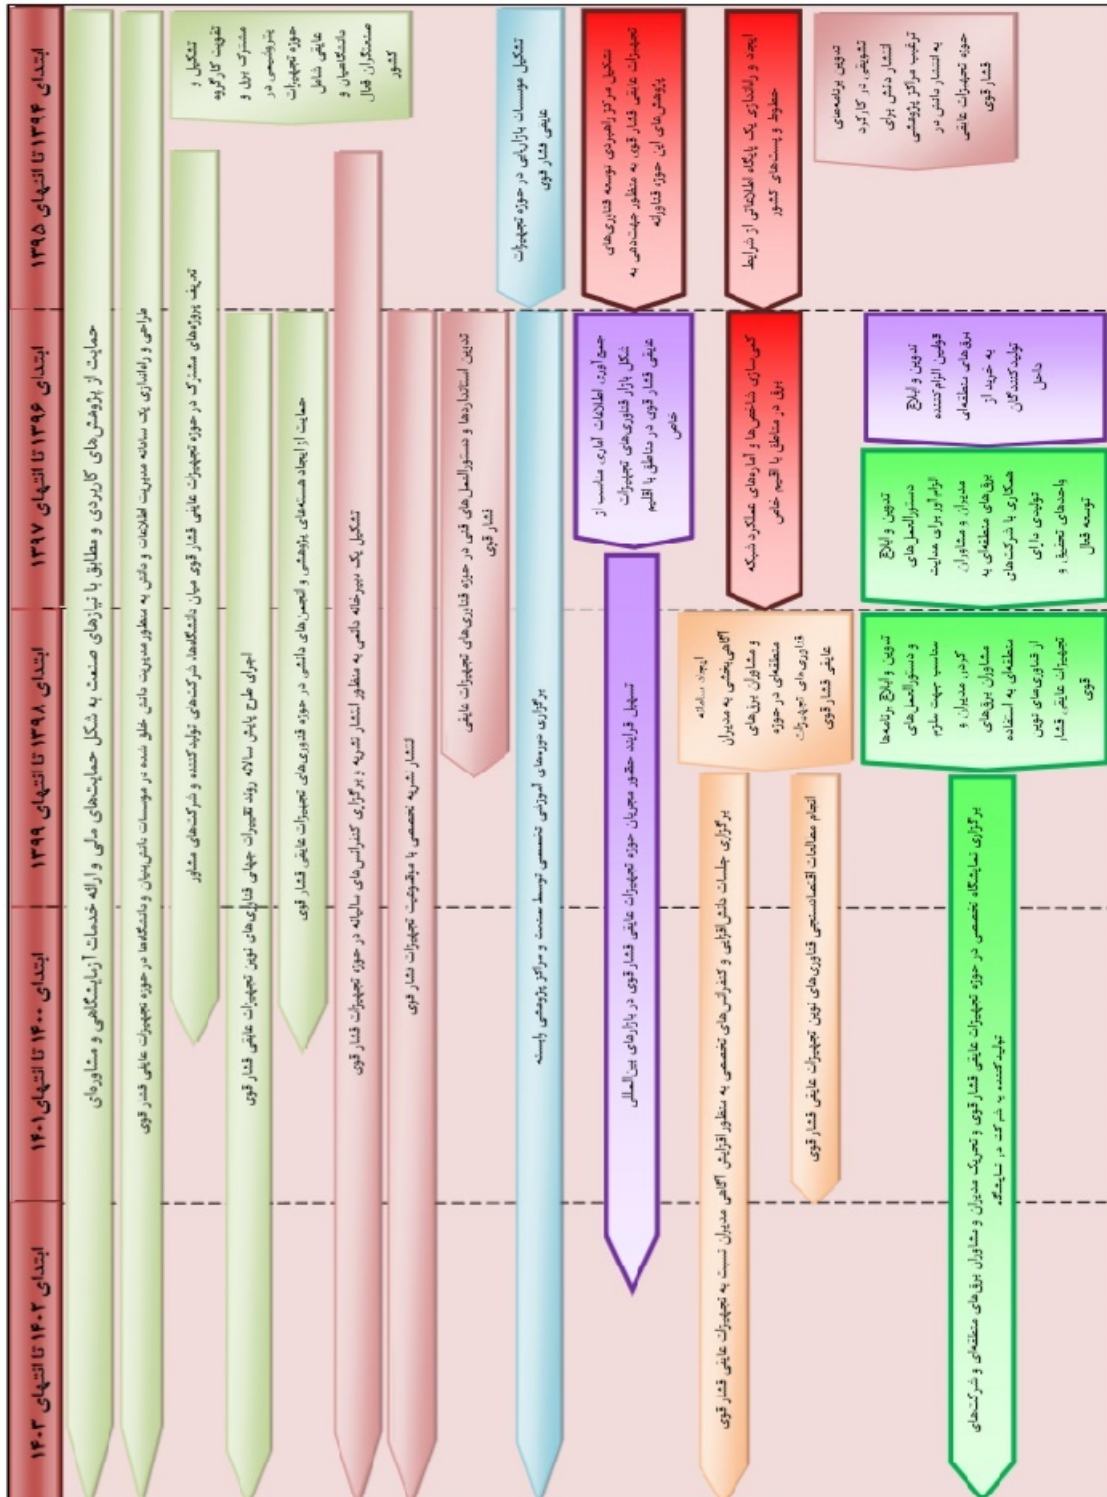 ابتدای ۱۳۹۴ تا انتهای ۱۳۹۵
ابتدای ۱۳۹۶ تا انتهای ۱۳۹۷
ابتدای ۱۳۹۸ تا انتهای ۱۳۹۹
ابتدای ۱۴۰۰ تا انتهای ۱۴۰۱
ابتدای ۱۴۰۲ تا انتهای ۱۴۰۳
حمایت از پژوهش‌های کاربردی و مطابق با نیازهای صنعت به شکل حمایت‌های مالی و ارائه خدمات آزمایشگاهی و مشاوره‌ای
طراحی و راه‌اندازی یک سامانه مدیریت اطلاعات و دانش به منظور مدیریت دانش خلق شده در موسسات دانش‌بنیان و دانشگاه‌ها در حوزه تجهیزات عایقی فشار قوی
تشکیل و
تقویت کارگروه
مشترک برق و
پتروشیمی در
حوزه تجهیزات
عایقی شامل
دانشگاهیان و
صنعتگران فعال
کشور
تعریف پروژه‌های مشترک در حوزه تجهیزات عایقی فشار قوی میان دانشگاه‌ها، شرکت‌های تولیدکننده و شرکت‌های مشاور
اجرای طرح پایش سالانه روند تغییرات جهانی فناوری‌های نوین تجهیزات عایقی فشار قوی
حمایت از ایجاد هسته‌های پژوهشی و انجمن‌های دانشی در حوزه فناوری‌های تجهیزات عایقی فشار قوی
تشکیل یک دبیرخانه دائمی به منظور انتشار نشریه و برگزاری کنفرانس‌های سالیانه در حوزه تجهیزات فشار قوی
انتشار نشریه تخصصی با موضوعیت تجهیزات فشار قوی
تدوین استانداردها و دستورالعمل‌های فنی در حوزه فناوری‌های تجهیزات عایقی
فشار قوی
تشکیل موسسات بازاریابی در حوزه تجهیزات
عایقی فشار قوی
برگزاری دوره‌های آموزشی تخصصی توسط صنعت و مراکز پژوهشی وابسته
تشکیل مرکز راهبردی توسعه فناوری‌های
تجهیزات عایقی فشار قوی به منظور جهت‌دهی به
پژوهش‌های این حوزه فناورانه
جمع‌آوری اطلاعات آماری مناسب از
شکل بازار فناوری‌های تجهیزات
عایقی فشار قوی در مناطق با اقلیم
خاص
تسهیل فرایند حضور مجریان حوزه تجهیزات عایقی فشار قوی در بازارهای بین‌المللی
ایجاد و راه‌اندازی یک پایگاه اطلاعاتی از شرایط
خطوط و پست‌های کشور
کمی‌سازی شاخص‌ها و آماره‌های عملکرد شبکه
برق در مناطق با اقلیم خاص
ایجاد سامانه
آگاهی‌بخشی به مدیران
و مشاوران برق‌های
منطقه‌ای در حوزه
فناوری‌های تجهیزات
عایقی فشار قوی
برگزاری جلسات دانش‌افزایی و کنفرانس‌های تخصصی به منظور افزایش آگاهی مدیران نسبت به تجهیزات عایقی فشار قوی
انجام مطالعات اقتصادسنجی فناوری‌های نوین تجهیزات عایقی فشار قوی
تدوین برنامه‌های
تشویقی در کارکرد
انتشار دانش برای
ترغیب مراکز پژوهشی
به انتشار دانش در
حوزه تجهیزات عایقی
فشار قوی
تدوین و ابلاغ
قوانین الزام‌کننده
برق‌های منطقه‌ای
به خرید از
تولیدکنندگان
داخل
تدوین و ابلاغ
دستورالعمل‌های
الزام‌آور برای هدایت
مدیران و مشاوران
برق‌های منطقه‌ای به
همکاری با شرکت‌های
تولیدی دارای
واحدهای تحقیق و
توسعه فعال
تدوین و ابلاغ برنامه‌ها
و دستورالعمل‌های
مناسب جهت ملزم
کردن مدیران و
مشاوران برق‌های
منطقه‌ای به استفاده
از فناوری‌های نوین
تجهیزات عایقی فشار
قوی
برگزاری نمایشگاه تخصصی در حوزه تجهیزات عایقی فشار قوی و تحریک مدیران و مشاوران برق‌های منطقه‌ای و شرکت‌های
تولیدکننده به شرکت در نمایشگاه